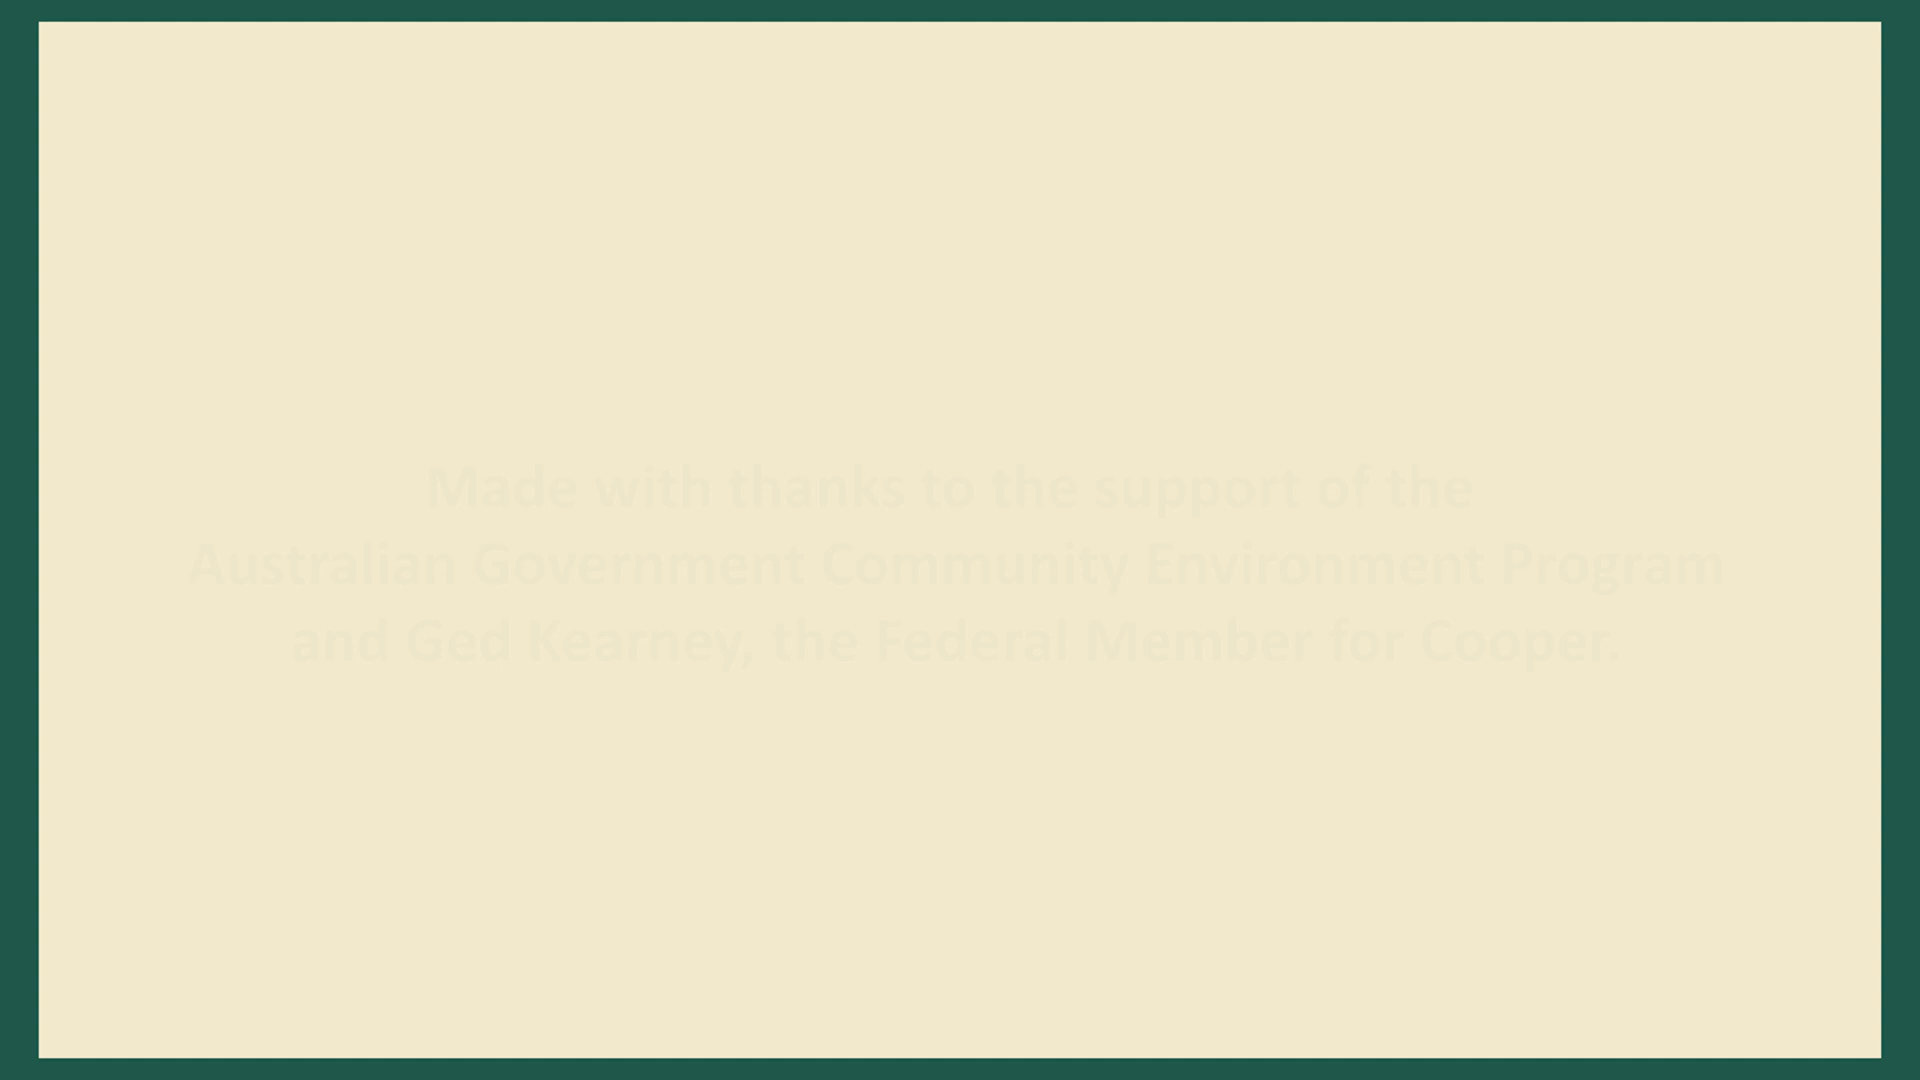 Made with thanks to the support of the
Australian Government Community Environment Program
and Ged Kearney, the Federal Member for Cooper.